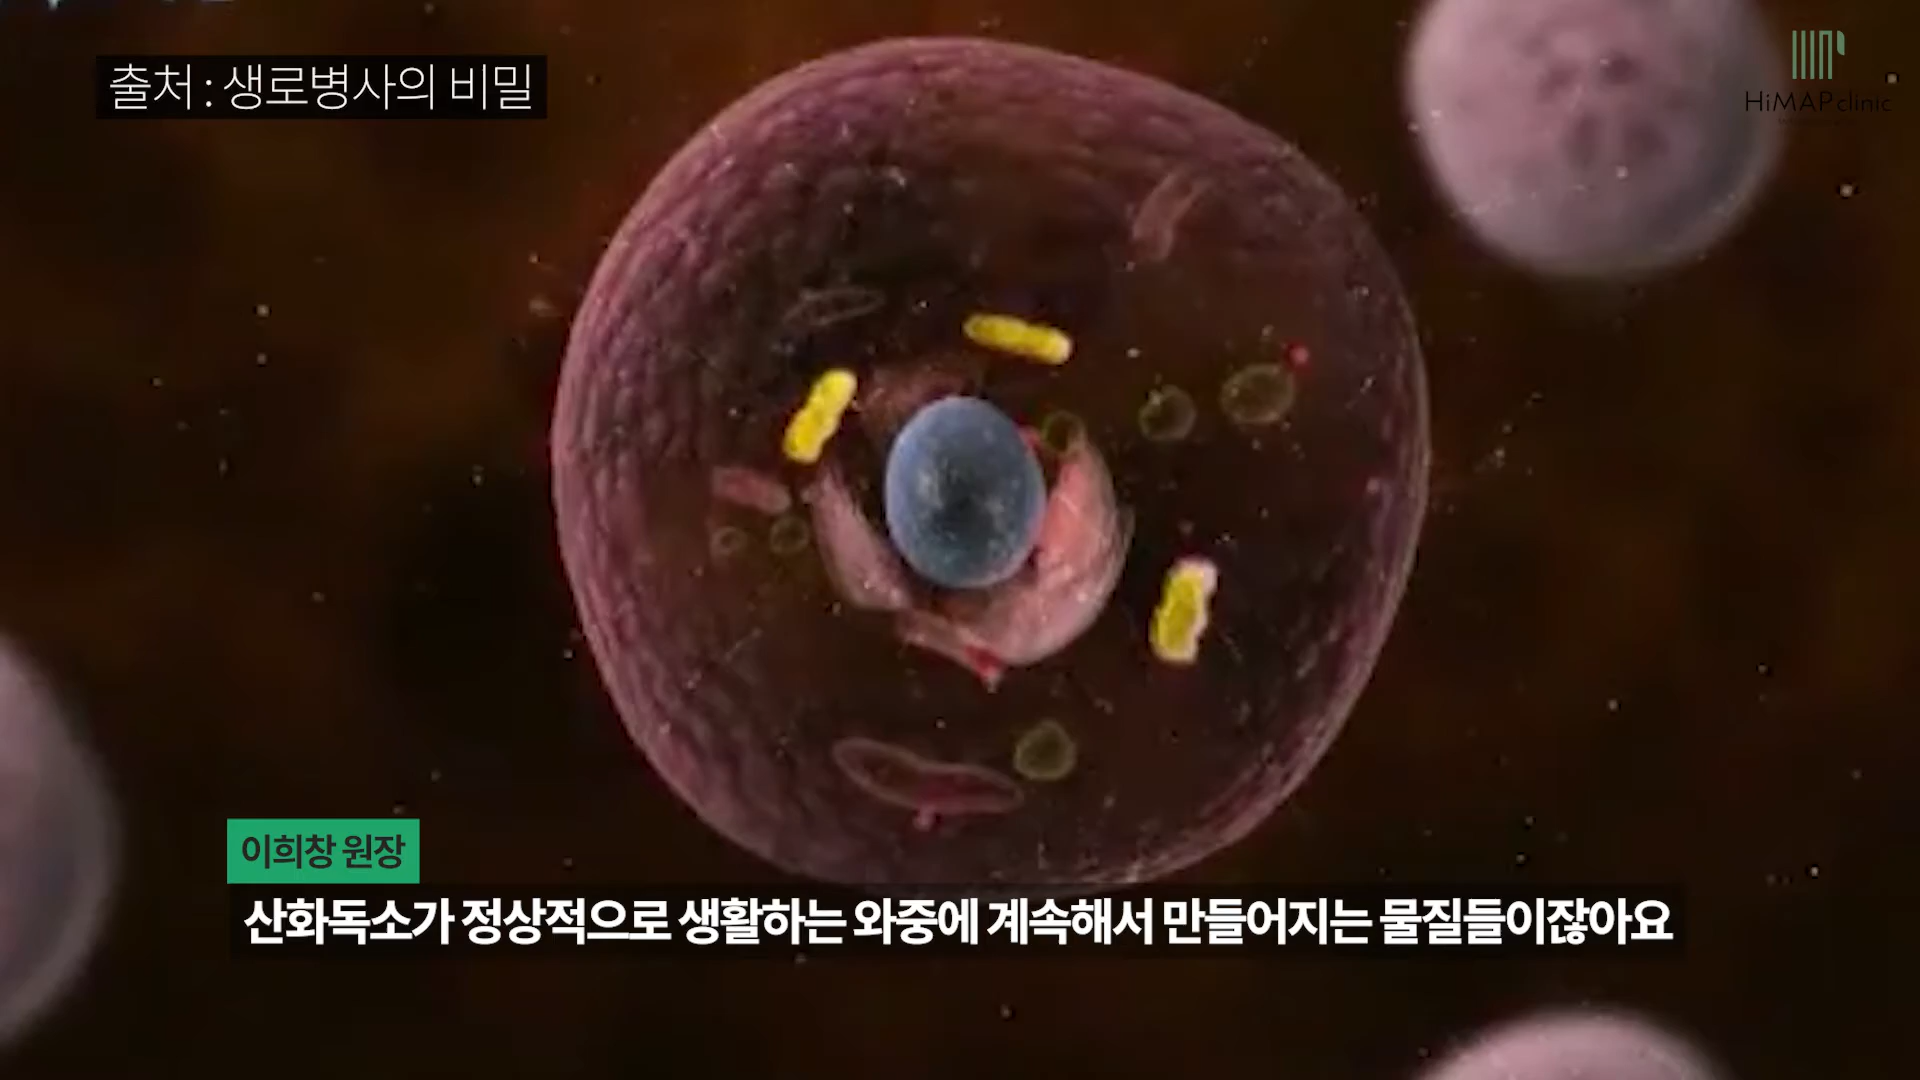 출처 : 생로병사의 비밀
HiMAP clinic
이희창 원장
산화독소가 정상적으로 생활하는 와중에 계속해서 만들어지는 물질들이잖아요